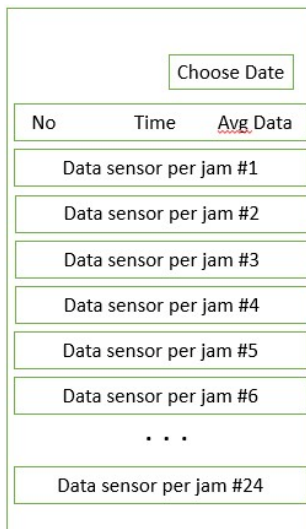 Choose Date
No Time Avg Data
Data sensor per jam #1
Data sensor per jam #2
Data sensor per jam #3
Data sensor per jam #4
Data sensor per jam #5
Data sensor per jam #6
. . .
Data sensor per jam #24